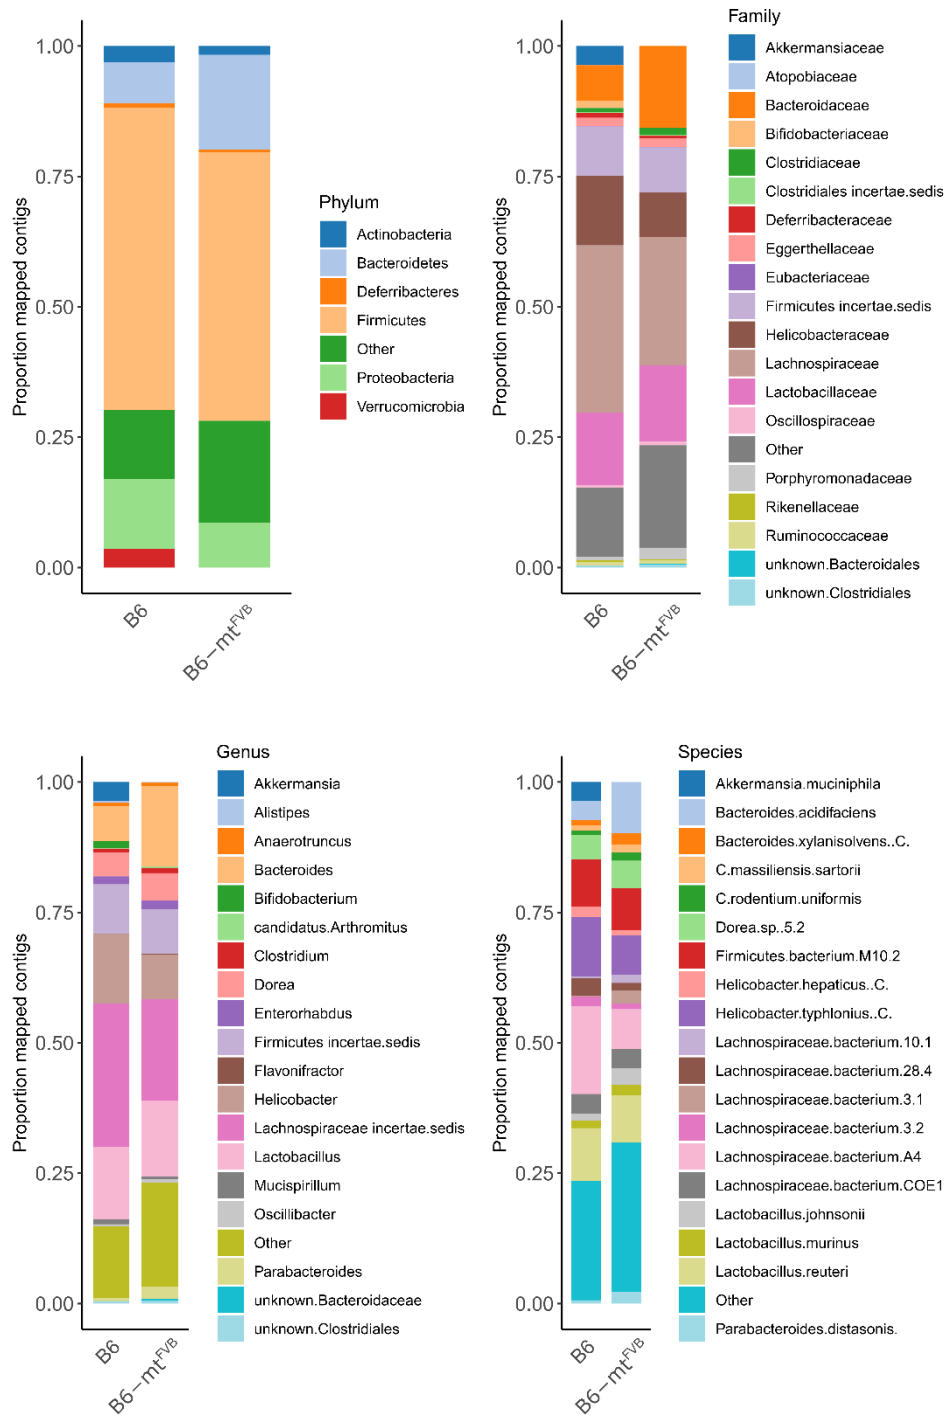 Proportion mapped contigs
1.00
0.75
0.50
0.25
0.00
B6
B6−mtFVB
Phylum
Actinobacteria
Bacteroidetes
Deferribacteres
Firmicutes
Other
Proteobacteria
Verrucomicrobia
Proportion mapped contigs
1.00
0.75
0.50
0.25
0.00
B6
B6−mtFVB
Family
Akkermansiaceae
Atopobiaceae
Bacteroidaceae
Bifidobacteriaceae
Clostridiaceae
Clostridiales incertae.sedis
Deferribacteraceae
Eggerthellaceae
Eubacteriaceae
Firmicutes incertae.sedis
Helicobacteraceae
Lachnospiraceae
Lactobacillaceae
Oscillospiraceae
Other
Porphyromonadaceae
Rikenellaceae
Ruminococcaceae
unknown.Bacteroidales
unknown.Clostridiales
Proportion mapped contigs
1.00
0.75
0.50
0.25
0.00
B6
B6−mtFVB
Genus
Akkermansia
Alistipes
Anaerotruncus
Bacteroides
Bifidobacterium
candidatus.Arthromitus
Clostridium
Dorea
Enterorhabdus
Firmicutes incertae.sedis
Flavonifractor
Helicobacter
Lachnospiraceae incertae.sedis
Lactobacillus
Mucispirillum
Oscillibacter
Other
Parabacteroides
unknown.Bacteroidaceae
unknown.Clostridiales
Proportion mapped contigs
1.00
0.75
0.50
0.25
0.00
B6
B6−mtFVB
Species
Akkermansia.muciniphila
Bacteroides.acidifaciens
Bacteroides.xylanisolvens..C.
C.massiliensis.sartorii
C.rodentium.uniformis
Dorea.sp..5.2
Firmicutes.bacterium.M10.2
Helicobacter.hepaticus..C.
Helicobacter.typhlonius..C.
Lachnospiraceae.bacterium.10.1
Lachnospiraceae.bacterium.28.4
Lachnospiraceae.bacterium.3.1
Lachnospiraceae.bacterium.3.2
Lachnospiraceae.bacterium.A4
Lachnospiraceae.bacterium.COE1
Lactobacillus.johnsonii
Lactobacillus.murinus
Lactobacillus.reuteri
Other
Parabacteroides.distasonis.